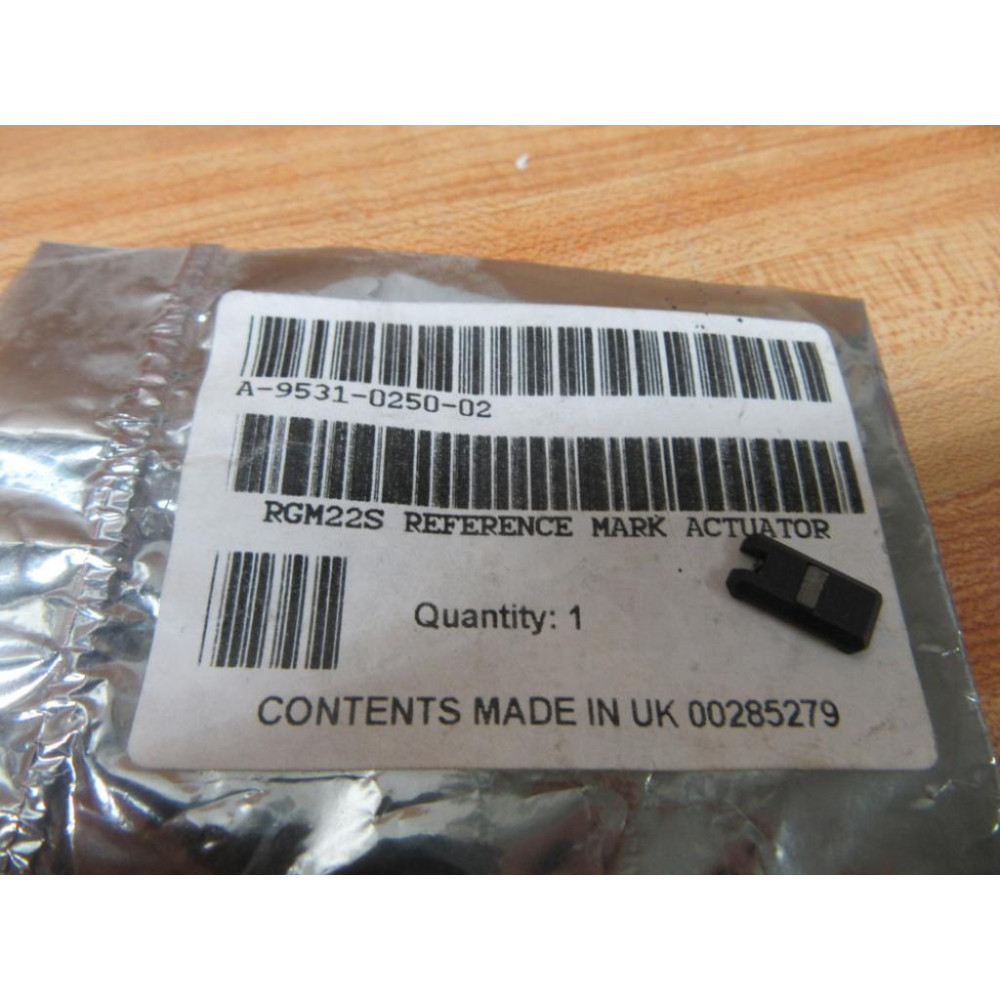 A-9531-0250-02
RGM22S REFERENCE MARK ACTUATOR
Quantity: 1
CONTENTS MADE IN UK 00285279